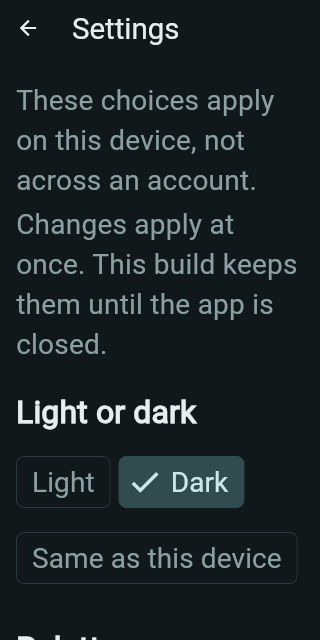 Settings
These choices apply
on this device, not
across an account.
Changes apply at
once. This build keeps
them until the app is
closed.
Light or dark
Light
Dark
Same as this device